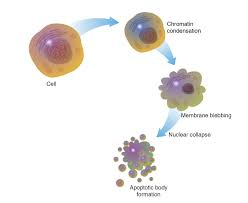 Chromatin
condensation
Cell
Membrane blebbing
Nuclear collapse
Apoptotic body
formation